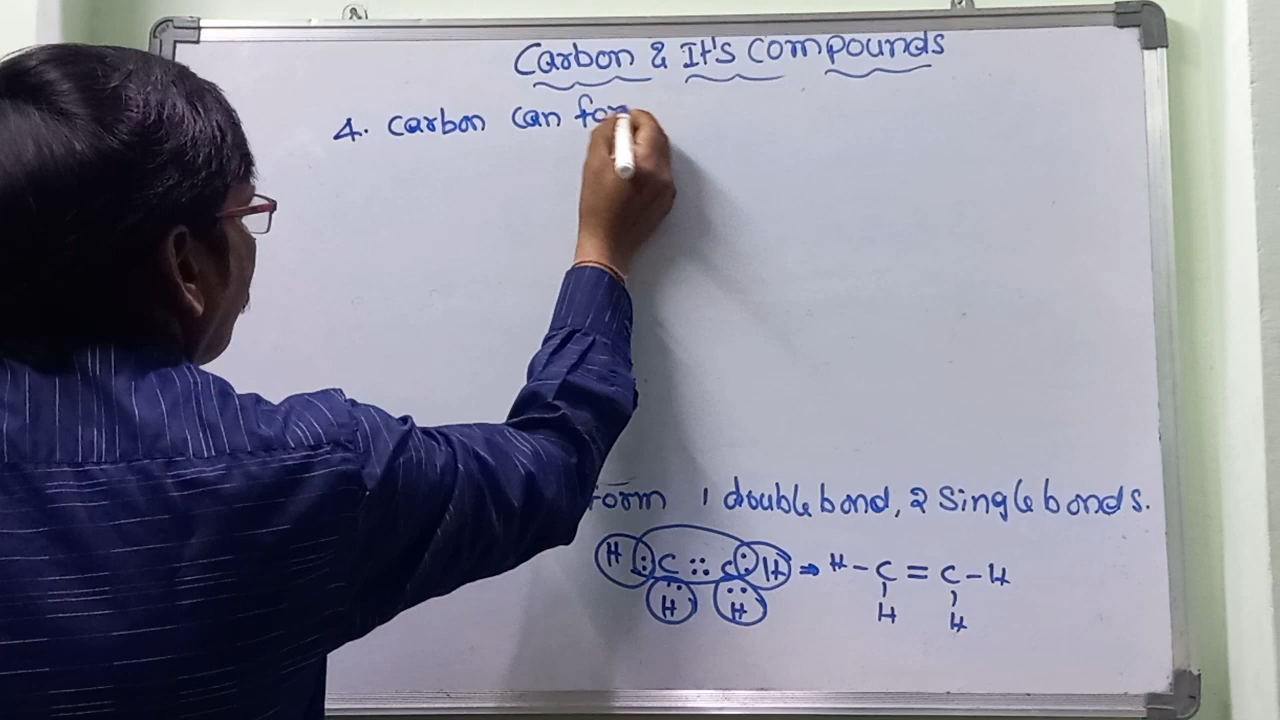 Carbon & It's Compounds
4. Carbon can for
form 1 double bond, 2 Single bonds.
H : C :: C : H ⇒ H - C = C - H
H H H H